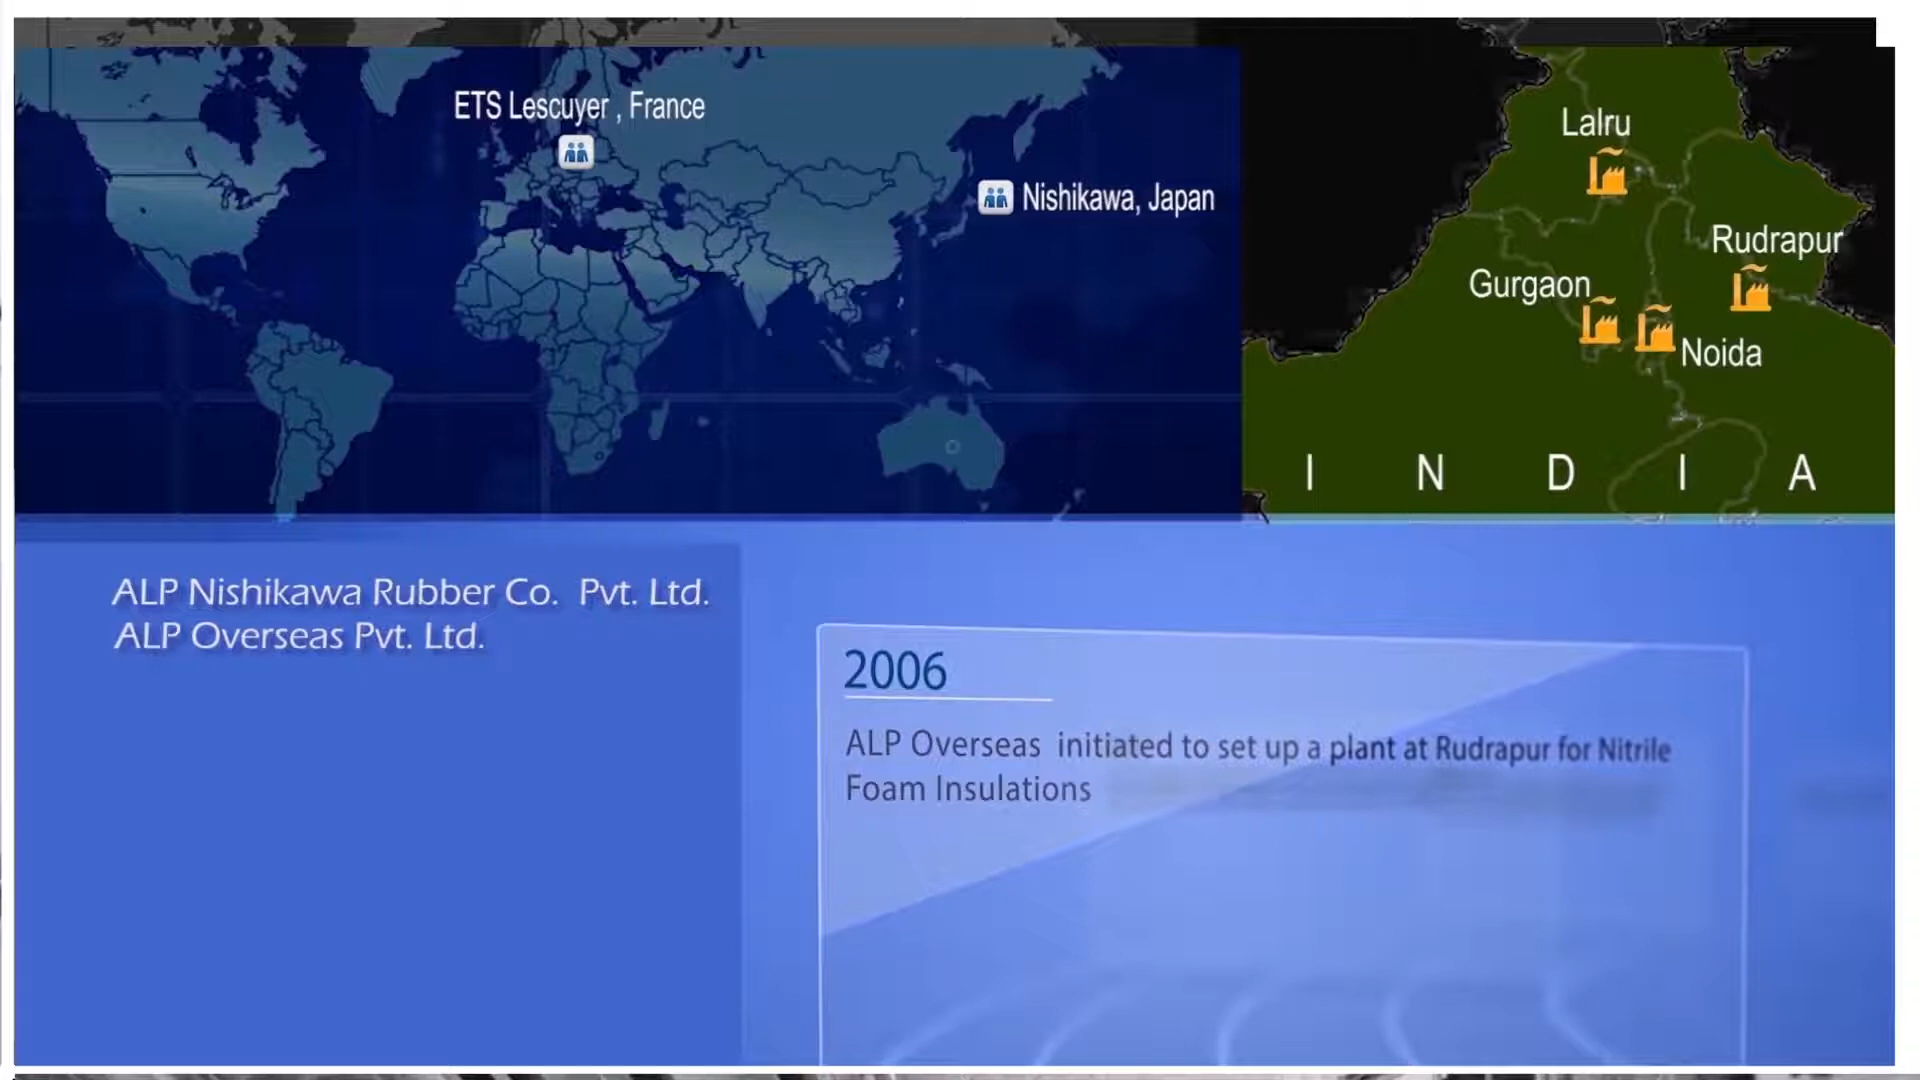 ETS Lescuyer , France
Nishikawa, Japan
Lalru
Rudrapur
Gurgaon
Noida
I N D I A
ALP Nishikawa Rubber Co. Pvt. Ltd.
ALP Overseas Pvt. Ltd.
2006
ALP Overseas initiated to set up a plant at Rudrapur for Nitrile
Foam Insulations